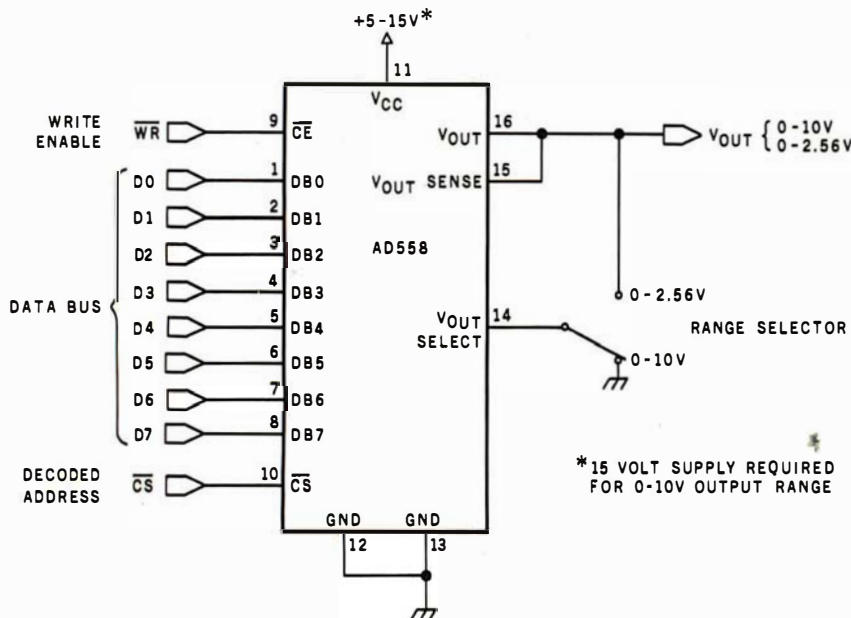 +5-15V*
11
VCC
WRITE
ENABLE
WR
9
CE
VOUT
16
VOUT { 0-10V
0-2.56V
D0
1
DB0
VOUT SENSE
15
D1
2
DB1
D2
3
DB2
AD558
D3
4
DB3
DATA BUS
D4
5
DB4
D5
6
DB5
D6
7
DB6
D7
8
DB7
VOUT
SELECT
14
0-2.56V
RANGE SELECTOR
0-10V
DECODED
ADDRESS
CS
10
CS
*15 VOLT SUPPLY REQUIRED
FOR 0-10V OUTPUT RANGE
GND
GND
12
13